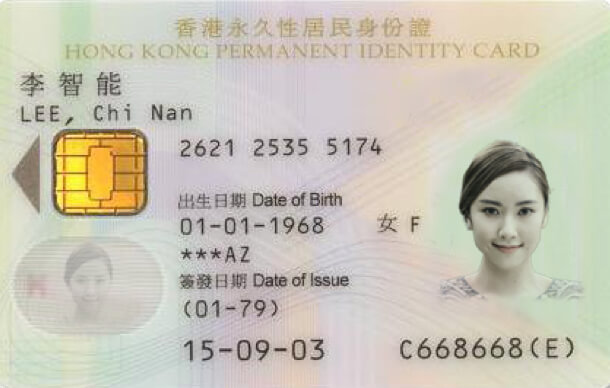 香港永久性居民身份證
HONG KONG PERMANENT IDENTITY CARD
李智能
LEE, Chi Nan
2621 2535 5174
出生日期 Date of Birth
01-01-1968 女 F
***AZ
簽發日期 Date of Issue
(01-79)
15-09-03 C668668(E)